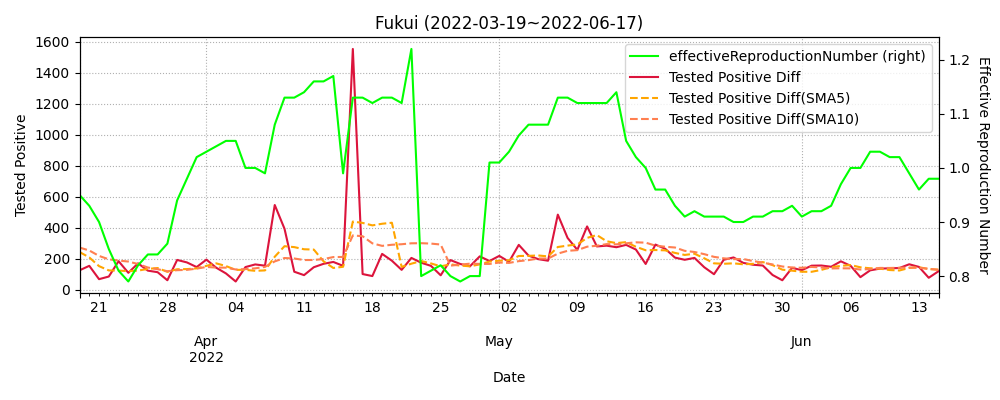 Fukui (2022-03-19~2022-06-17)
effectiveReproductionNumber (right)
Tested Positive Diff
Tested Positive Diff(SMA5)
Tested Positive Diff(SMA10)
Tested Positive
1600
1400
1200
1000
800
600
400
200
0
1.2
1.1
1.0
0.9
0.8
Effective Reproduction Number
21 28 04 11 18 25 02 09 16 23 30 06 13
Apr May Jun
2022
Date